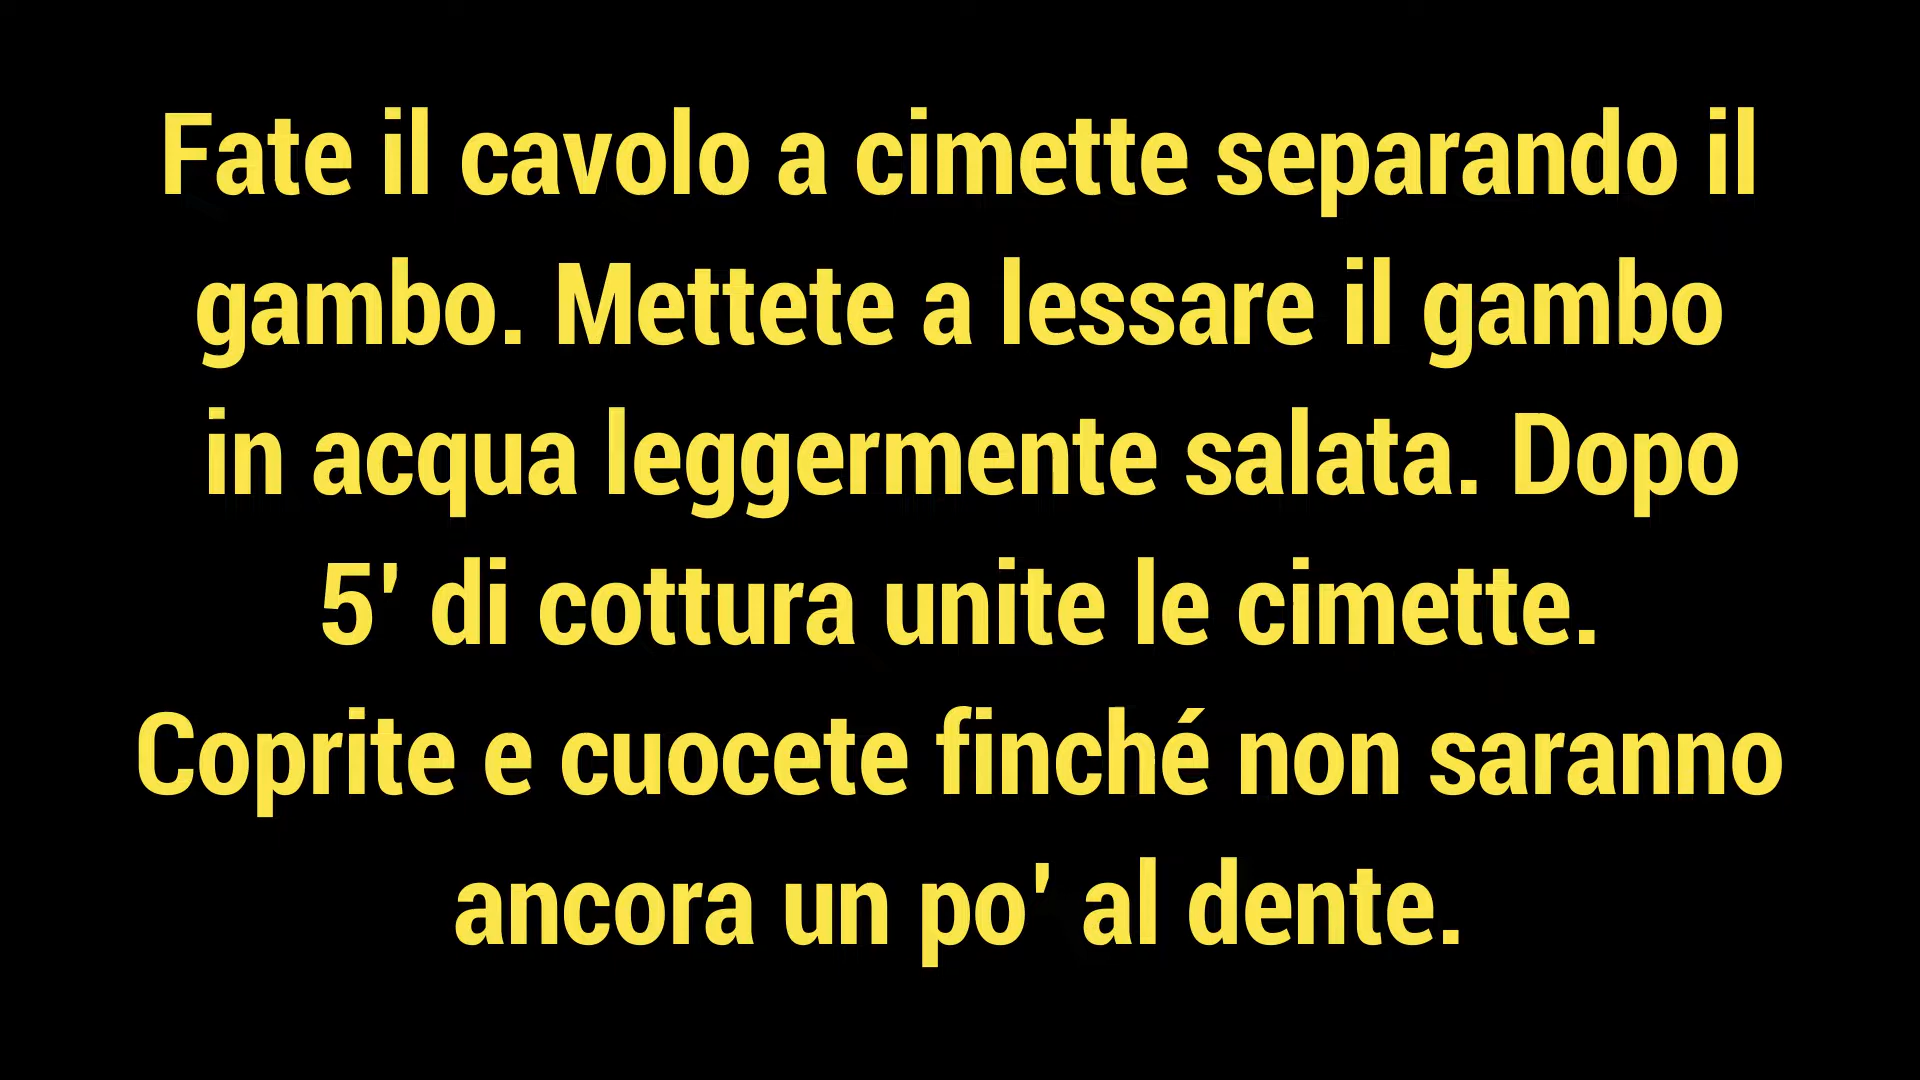 Fate il cavolo a cimette separando il
gambo. Mettete a lessare il gambo
in acqua leggermente salata. Dopo
5' di cottura unite le cimette.
Coprite e cuocete finché non saranno
ancora un po' al dente.